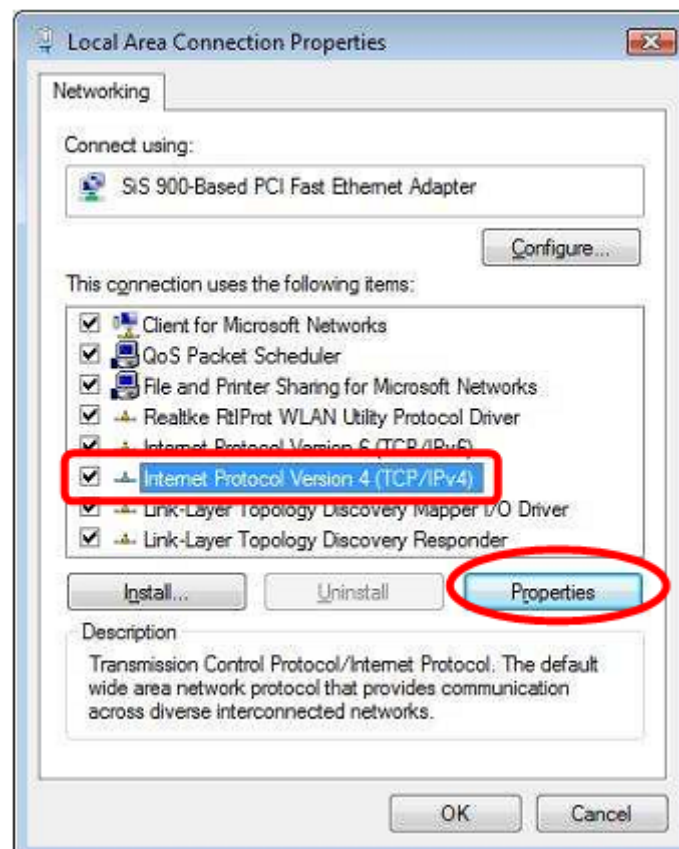 Local Area Connection Properties
Networking
Connect using:
SiS 900-Based PCI Fast Ethernet Adapter
Configure...
This connection uses the following items:
Client for Microsoft Networks
QoS Packet Scheduler
File and Printer Sharing for Microsoft Networks
Realtke RtlProt WLAN Utility Protocol Driver
Internet Protocol Version 6 (TCP/IPv6)
Internet Protocol Version 4 (TCP/IPv4)
Link-Layer Topology Discovery Mapper I/O Driver
Link-Layer Topology Discovery Responder
Install...
Uninstall
Properties
Description
Transmission Control Protocol/Internet Protocol. The default
wide area network protocol that provides communication
across diverse interconnected networks.
OK
Cancel